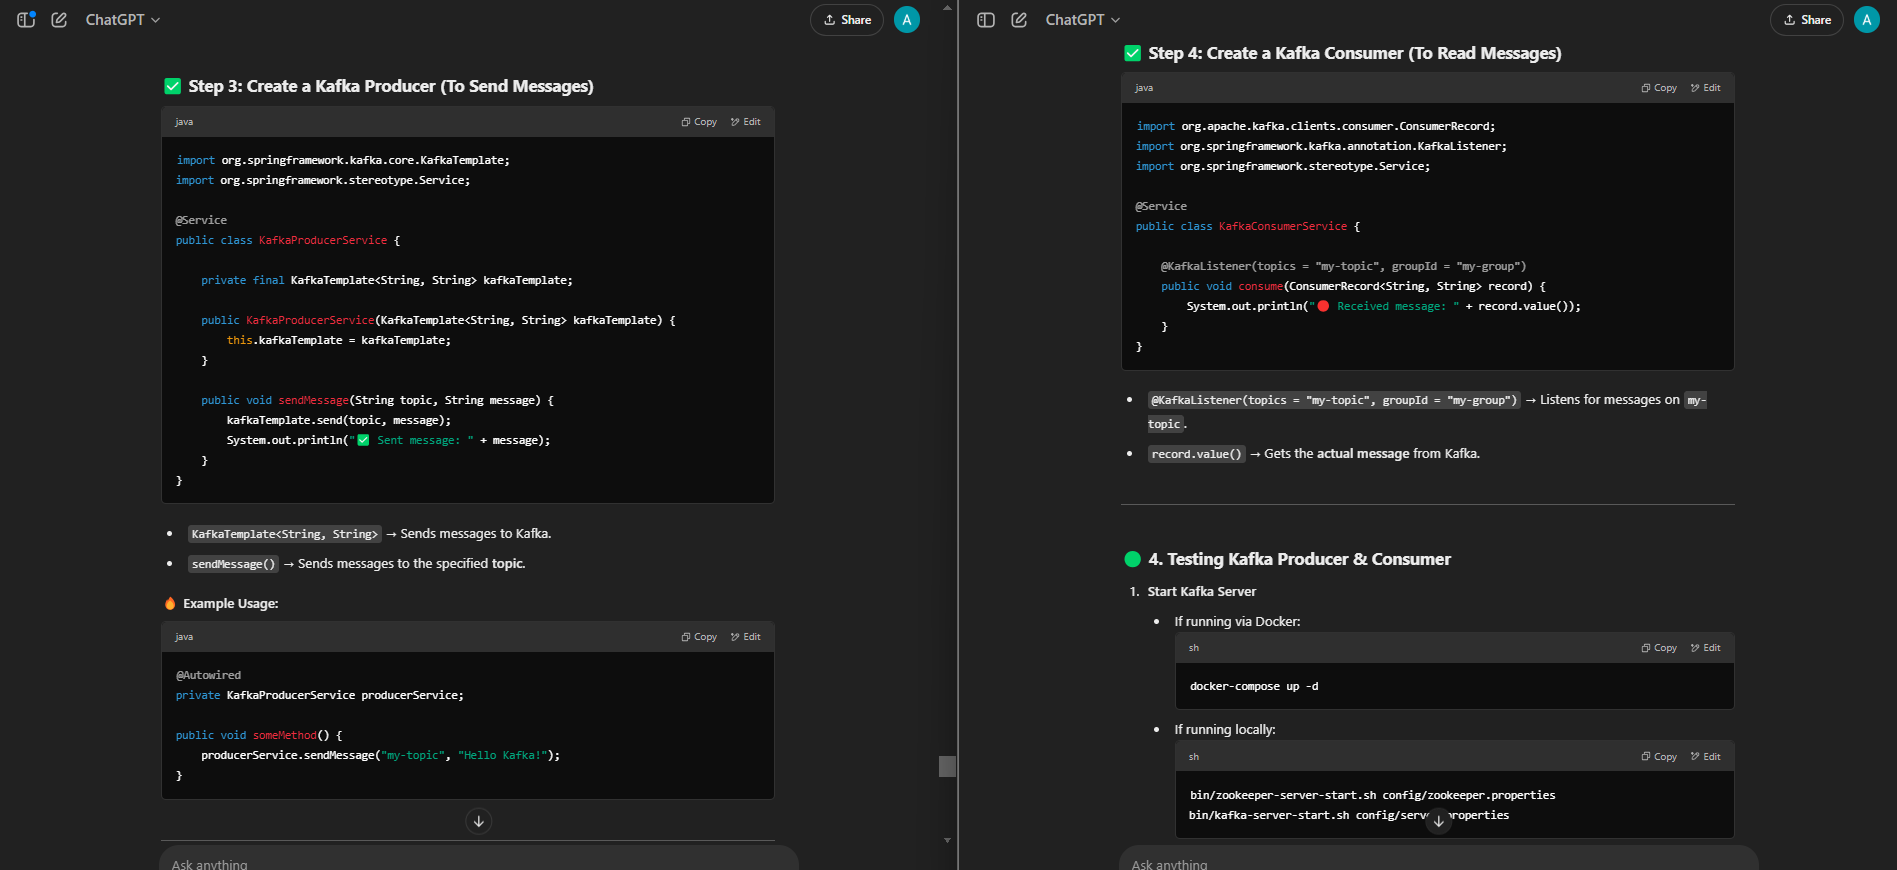 ChatGPT
Share
A
✅ Step 3: Create a Kafka Producer (To Send Messages)
java
Copy
Edit
import org.springframework.kafka.core.KafkaTemplate;
import org.springframework.stereotype.Service;
@Service
public class KafkaProducerService {
private final KafkaTemplate<String, String> kafkaTemplate;
public KafkaProducerService(KafkaTemplate<String, String> kafkaTemplate) {
this.kafkaTemplate = kafkaTemplate;
}
public void sendMessage(String topic, String message) {
kafkaTemplate.send(topic, message);
System.out.println("✅ Sent message: " + message);
}
}
• KafkaTemplate<String, String> → Sends messages to Kafka.
• sendMessage() → Sends messages to the specified topic.
🔥 Example Usage:
java
Copy
Edit
@Autowired
private KafkaProducerService producerService;
public void someMethod() {
producerService.sendMessage("my-topic", "Hello Kafka!");
}
Ask anything
ChatGPT
Share
A
✅ Step 4: Create a Kafka Consumer (To Read Messages)
java
Copy
Edit
import org.apache.kafka.clients.consumer.ConsumerRecord;
import org.springframework.kafka.annotation.KafkaListener;
import org.springframework.stereotype.Service;
@Service
public class KafkaConsumerService {
@KafkaListener(topics = "my-topic", groupId = "my-group")
public void consume(ConsumerRecord<String, String> record) {
System.out.println("🔴 Received message: " + record.value());
}
}
• @KafkaListener(topics = "my-topic", groupId = "my-group") → Listens for messages on my-
topic.
• record.value() → Gets the actual message from Kafka.
🟢 4. Testing Kafka Producer & Consumer
1. Start Kafka Server
• If running via Docker:
sh
Copy
Edit
docker-compose up -d
• If running locally:
sh
Copy
Edit
bin/zookeeper-server-start.sh config/zookeeper.properties
bin/kafka-server-start.sh
Ask anything